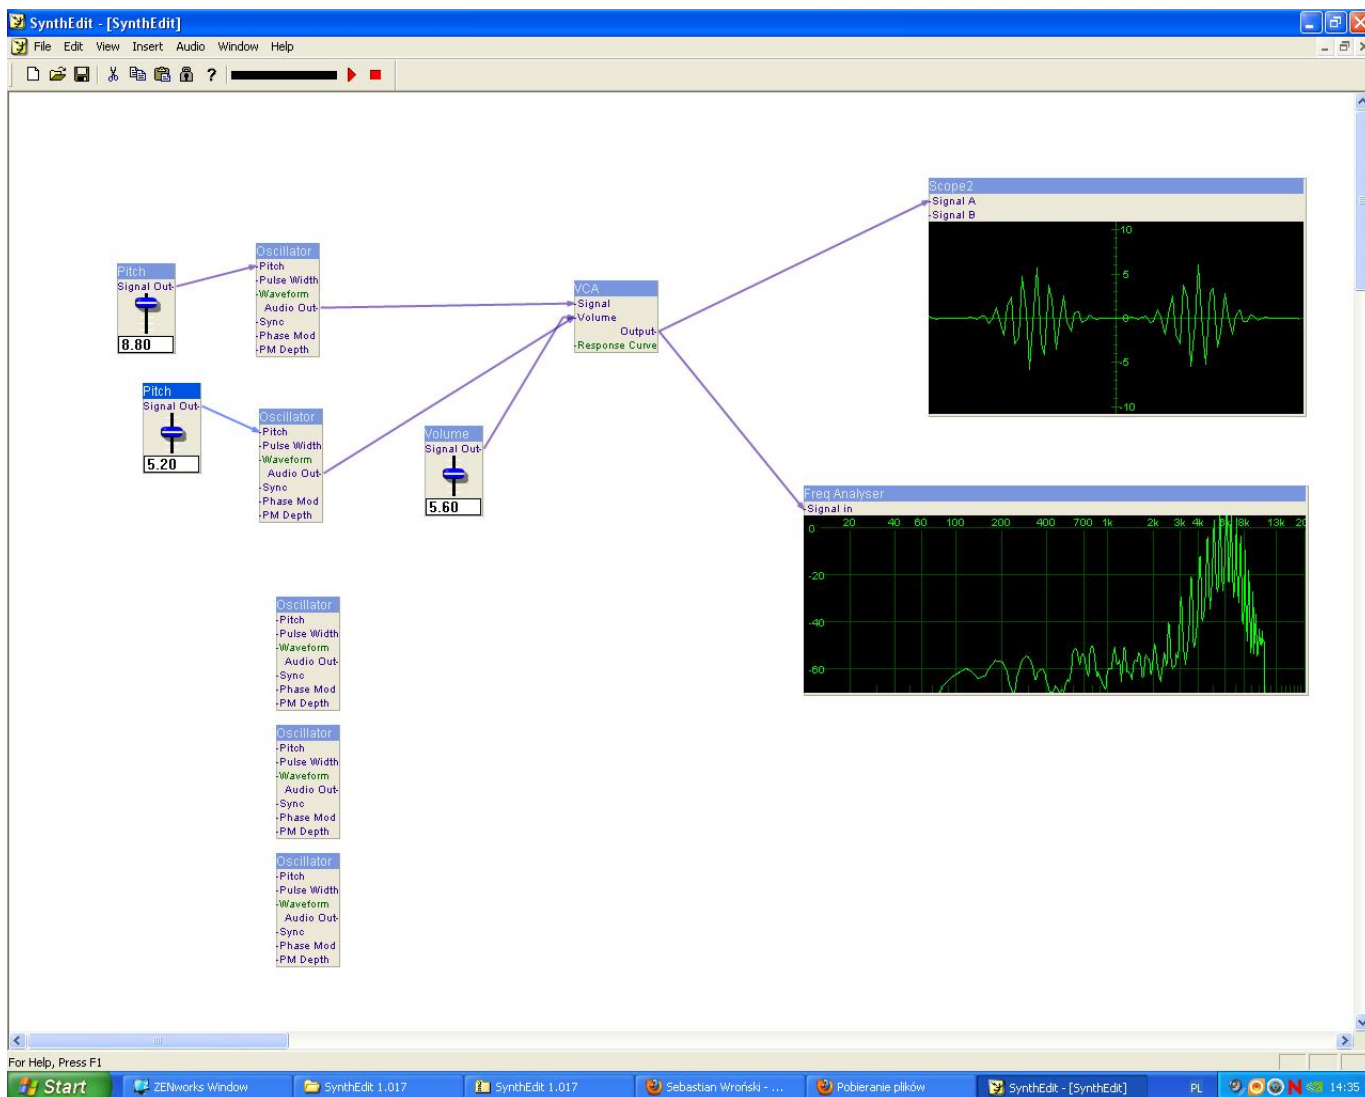 SynthEdit - [SynthEdit]
File Edit View Insert Audio Window Help
Pitch
Signal Out
8.80
Oscillator
Pitch
Pulse Width
Waveform
Audio Out
Sync
Phase Mod
PM Depth
Pitch
Signal Out
5.20
Oscillator
Pitch
Pulse Width
Waveform
Audio Out
Sync
Phase Mod
PM Depth
Volume
Signal Out
5.60
VCA
Signal
Volume
Output
Response Curve
Scope2
Signal A
Signal B
10
5
0
-5
-10
Freq Analyser
Signal in
0 20 40 60 100 200 400 700 1k 2k 3k 4k 6k 8k 13k 20
-20
-40
-60
Oscillator
Pitch
Pulse Width
Waveform
Audio Out
Sync
Phase Mod
PM Depth
Oscillator
Pitch
Pulse Width
Waveform
Audio Out
Sync
Phase Mod
PM Depth
Oscillator
Pitch
Pulse Width
Waveform
Audio Out
Sync
Phase Mod
PM Depth
For Help, Press F1
Start ZENworks Window SynthEdit 1.017 SynthEdit 1.017 Sebastian Wroński - ... Pobieranie plików SynthEdit - [SynthEdit] PL 14:35